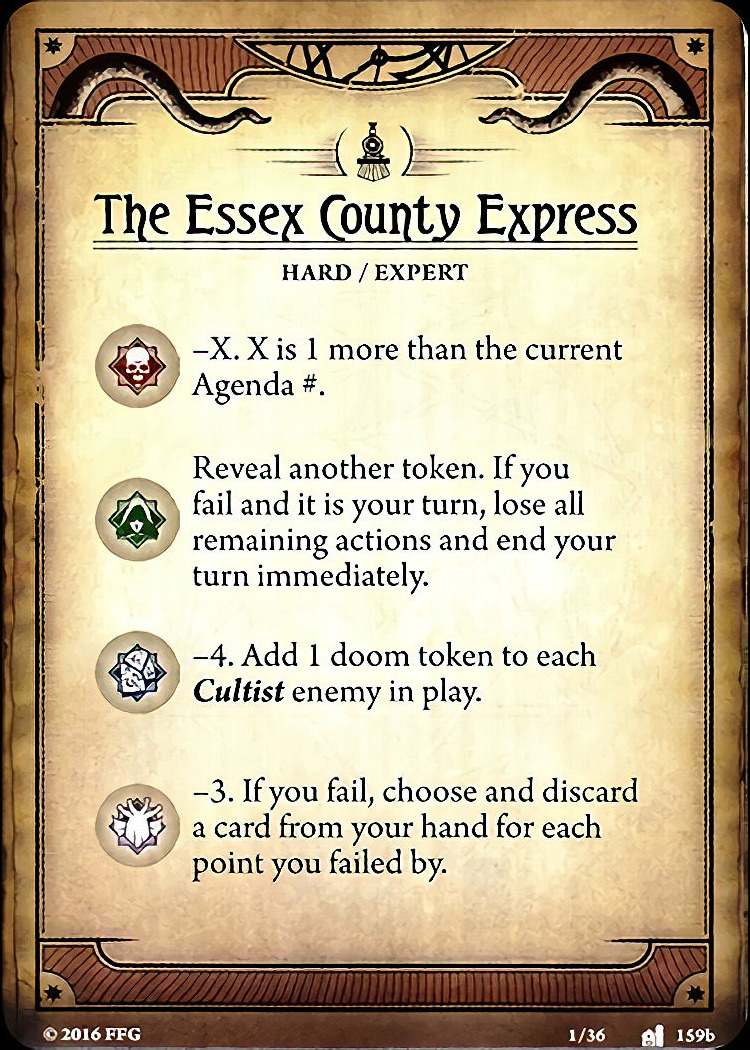 The Essex County Express
HARD / EXPERT
–X. X is 1 more than the current
Agenda #.
Reveal another token. If you
fail and it is your turn, lose all
remaining actions and end your
turn immediately.
–4. Add 1 doom token to each
Cultist enemy in play.
–3. If you fail, choose and discard
a card from your hand for each
point you failed by.
© 2016 FFG
1/36
159b